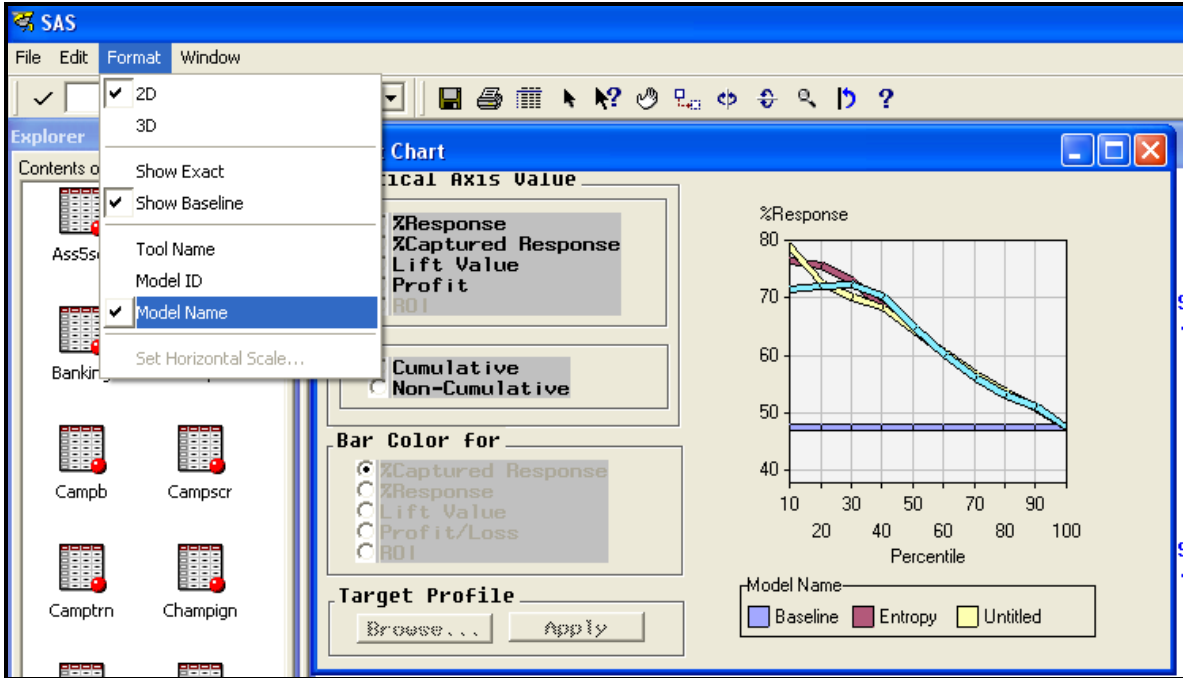 SAS
File Edit Format Window
2D
3D
Show Exact
Show Baseline
Tool Name
Model ID
Model Name
Set Horizontal Scale...
Explorer
Contents o
Ass5s
Banking
Campb
Campscr
Camptrn
Champign
Chart
ical Axis Value
%Response
%Captured Response
Lift Value
Profit
ROI
Cumulative
Non-Cumulative
Bar Color for
%Captured Response
%Response
Lift Value
Profit/Loss
ROI
Target Profile
Browse... Apply
%Response
80
70
60
50
40
10 30 50 70 90
20 40 60 80 100
Percentile
Model Name
Baseline Entropy Untitled